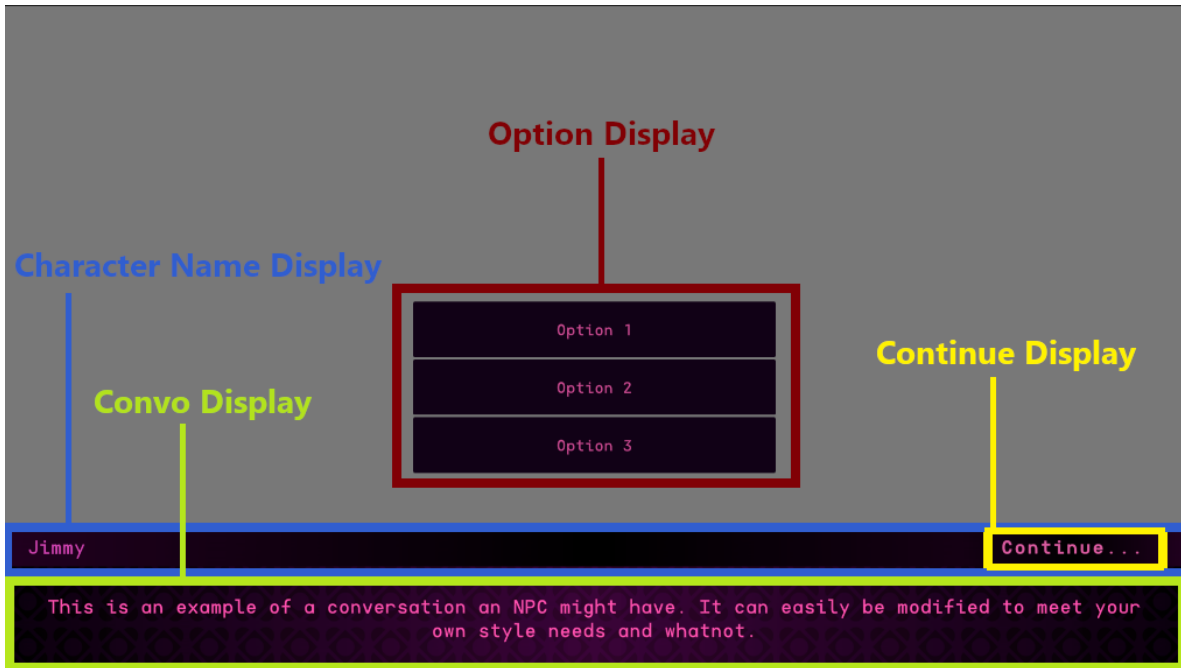 Option Display
Character Name Display
Option 1
Continue Display
Option 2
Convo Display
Option 3
Jimmy
Continue...
This is an example of a conversation an NPC might have. It can easily be modified to meet your
own style needs and whatnot.